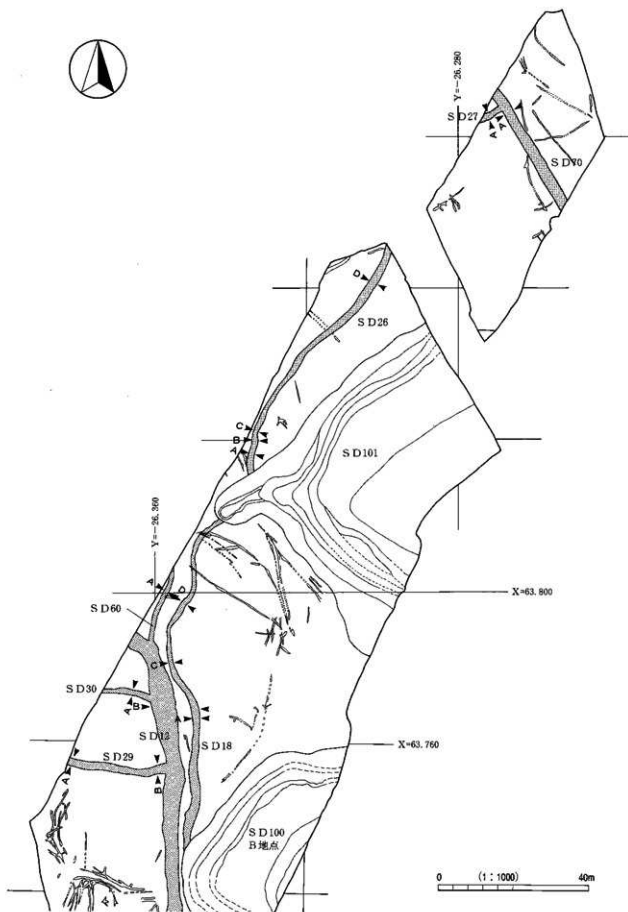 Y=-26.280
SD27
A
A
SD70
D
SD26
C
B
A
SD101
Y=-26.360
A
D
X=63.800
SD60
C
SD30
A
B
SD13
A
SD18
X=63.760
SD29
A
B
SD100
B地点
0 (1:1000) 40m